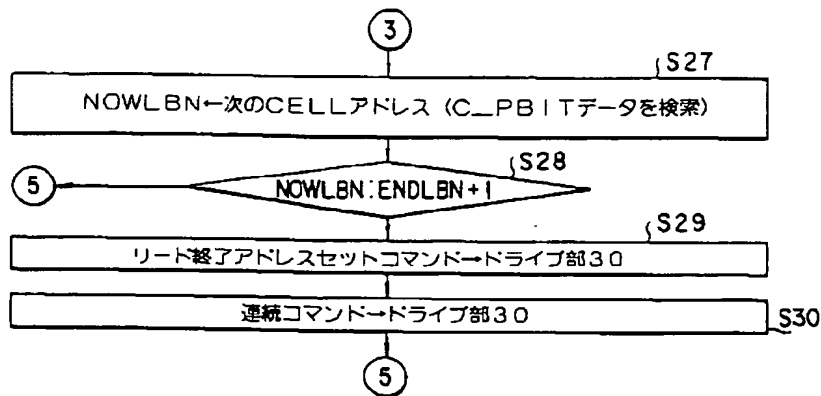 3
S27
NOWLBN←次のCELLアドレス (C_PBITデータを検索)
S28
5
NOWLBN:ENDLBN+1
S29
リード終了アドレスセットコマンド→ドライブ部30
連続コマンド→ドライブ部30
S30
5